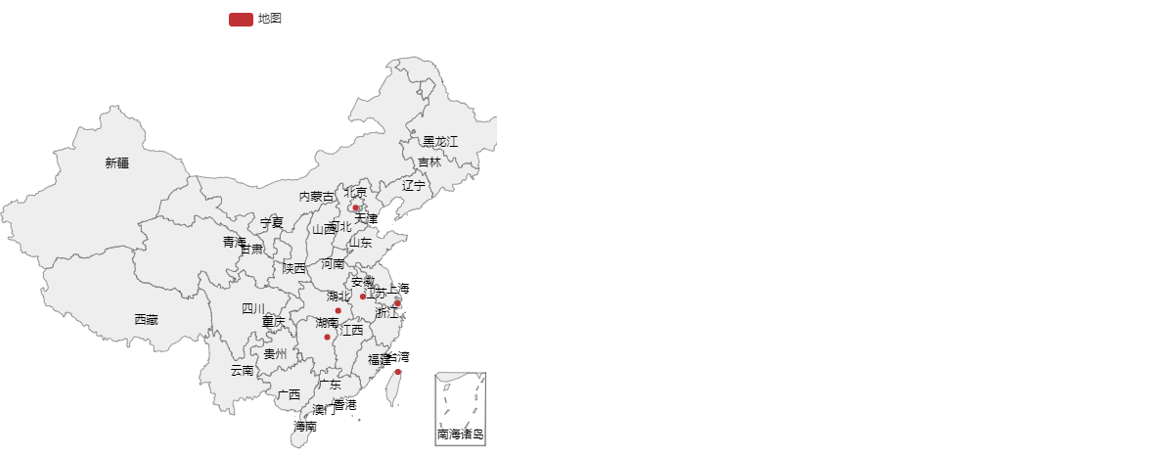 地图
黑龙江
新疆
吉林
辽宁
内蒙古
北京
天津
宁夏
山西
河北
山东
青海
甘肃
河南
陕西
安徽
江苏
上海
湖北
四川
浙江
西藏
重庆
湖南
江西
贵州
福建
台湾
云南
广东
广西
香港
澳门
海南
南海诸岛